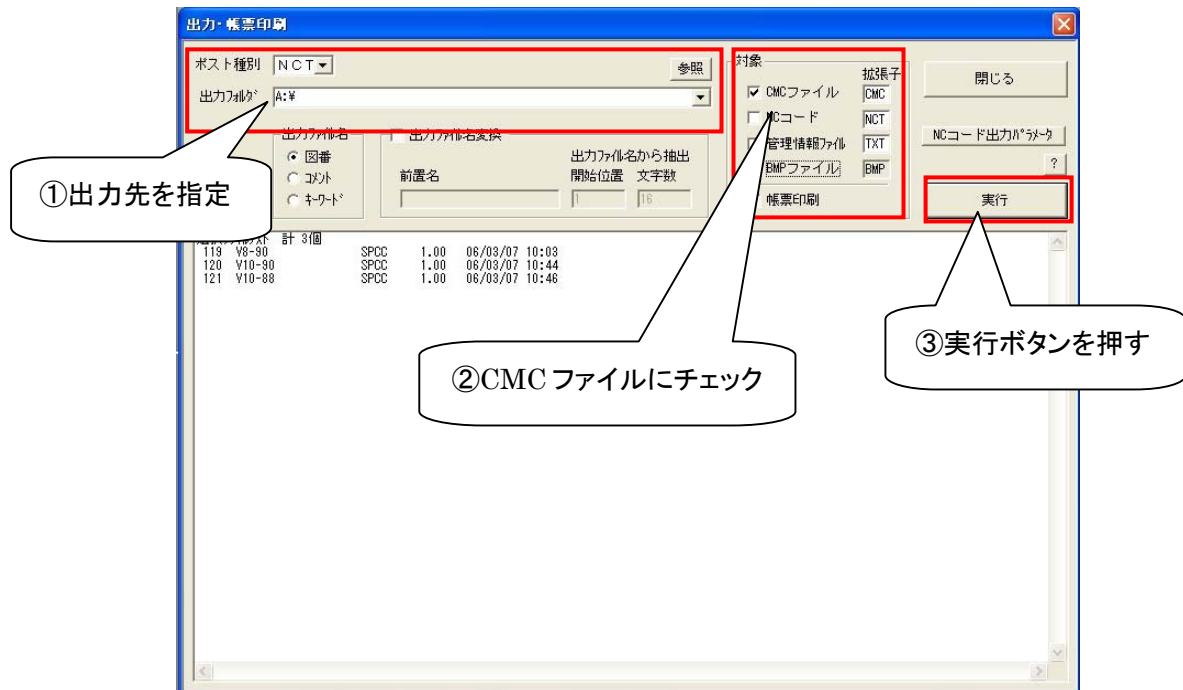 出力・帳票印刷
ポスト種別 NCT
参照
出力フォルダ A:¥
対象
拡張子
CMCファイル CMC
NCコード NCT
管理情報ファイル TXT
BMPファイル BMP
帳票印刷
閉じる
NCコード出力パラメータ
?
実行
出力ファイル名
図番
コメント
キーワード
出力ファイル名変換
前置名
出力ファイル名から抽出
開始位置 文字数
1 16
①出力先を指定
計 3個
119 Y8-90 SPCC 1.00 06/03/07 10:03
120 Y10-90 SPCC 1.00 06/03/07 10:44
121 Y10-88 SPCC 1.00 06/03/07 10:46
②CMC ファイルにチェック
③実行ボタンを押す